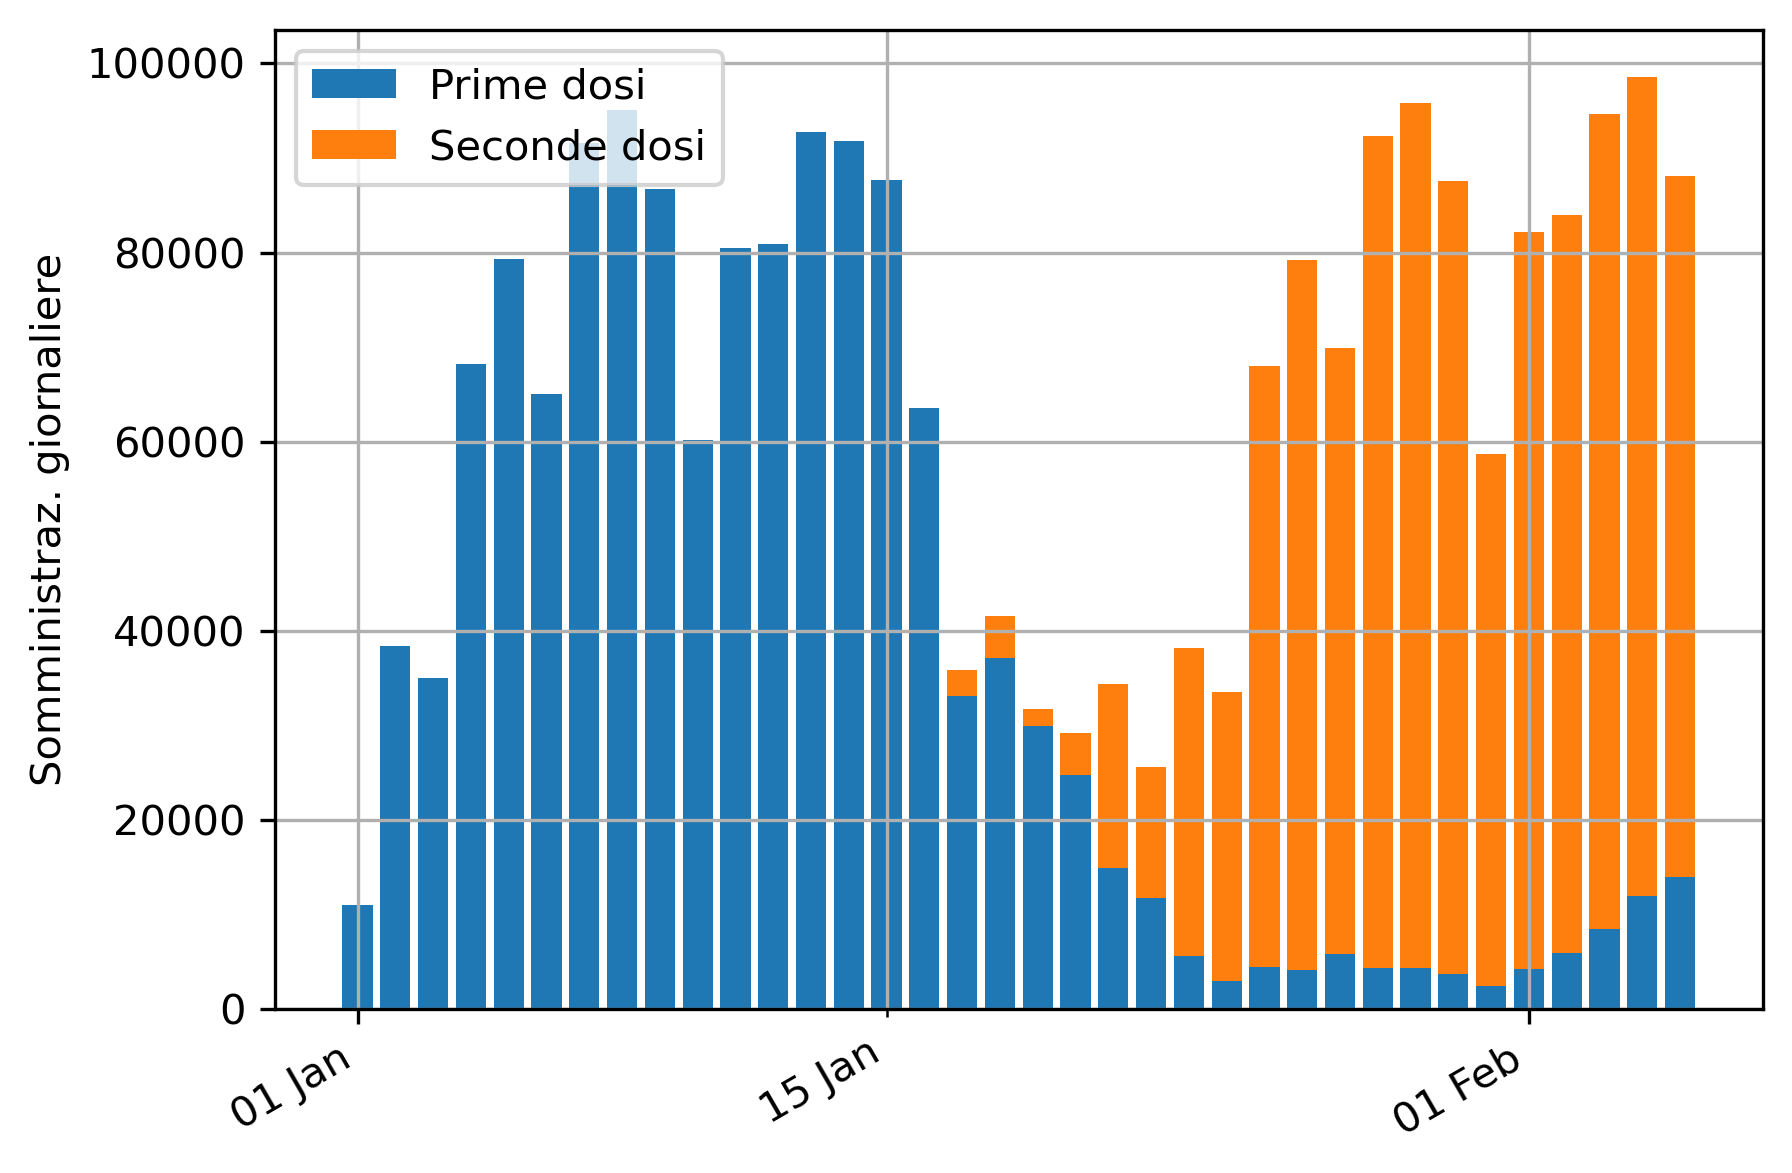 Prime dosi
Seconde dosi
Somministraz. giornaliere
100000
80000
60000
40000
20000
0
01 Jan
15 Jan
01 Feb